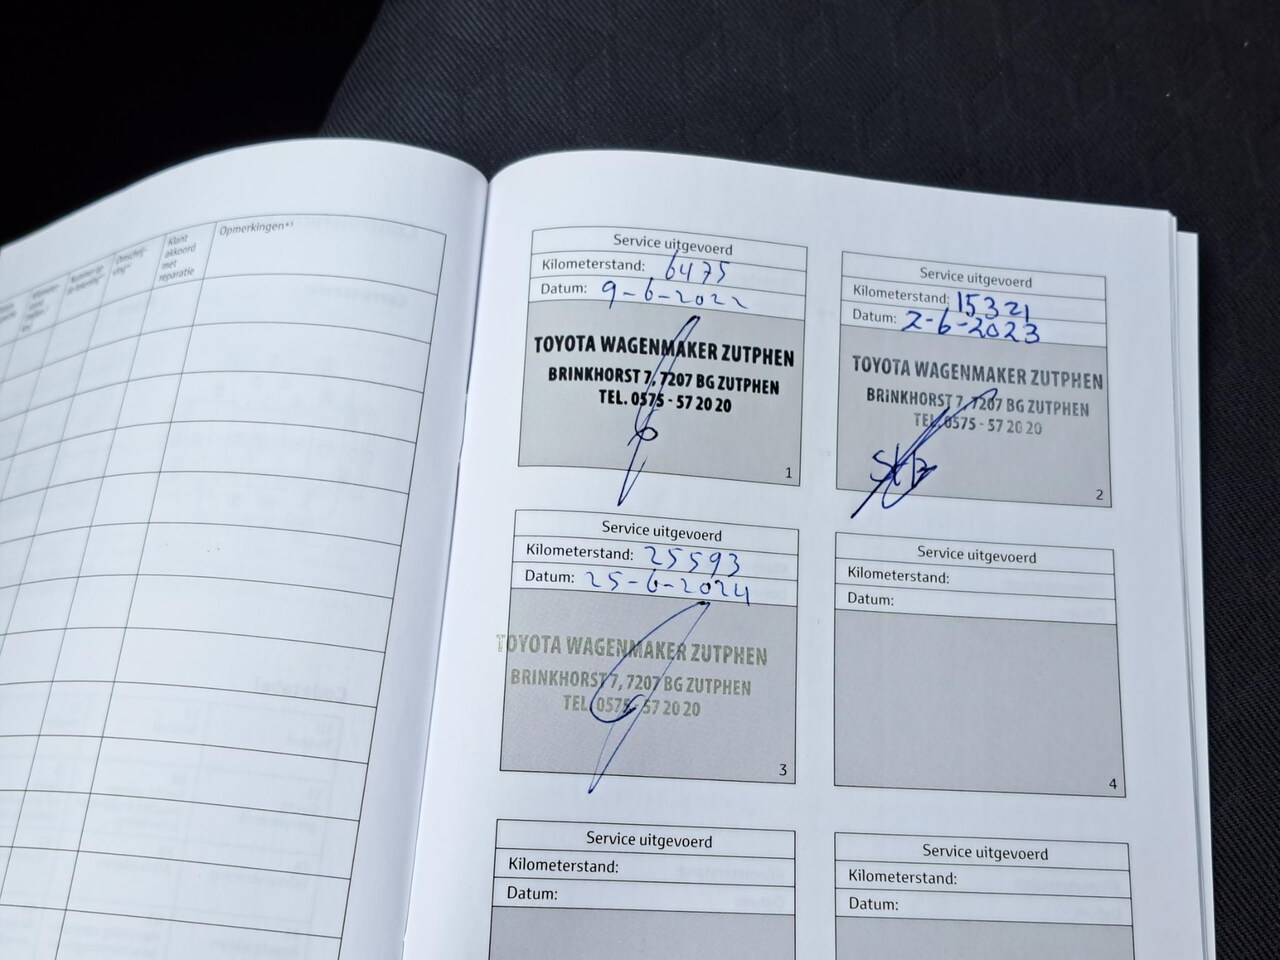 Klant
akkoord
met
reparatie
Opmerkingen*)
Service uitgevoerd
Kilometerstand: 6475
Datum: 9-6-2022
TOYOTA WAGENMAKER ZUTPHEN
BRINKHORST 7, 7207 BG ZUTPHEN
TEL. 0575 - 57 20 20
1
Service uitgevoerd
Kilometerstand: 15321
Datum: 2-6-2023
TOYOTA WAGENMAKER ZUTPHEN
BRINKHORST 7, 7207 BG ZUTPHEN
TEL. 0575 - 57 20 20
2
Service uitgevoerd
Kilometerstand: 25593
Datum: 25-6-2024
TOYOTA WAGENMAKER ZUTPHEN
BRINKHORST 7, 7207 BG ZUTPHEN
TEL. 0575 - 57 20 20
3
Service uitgevoerd
Kilometerstand:
Datum:
4
Service uitgevoerd
Kilometerstand:
Datum:
Service uitgevoerd
Kilometerstand:
Datum: